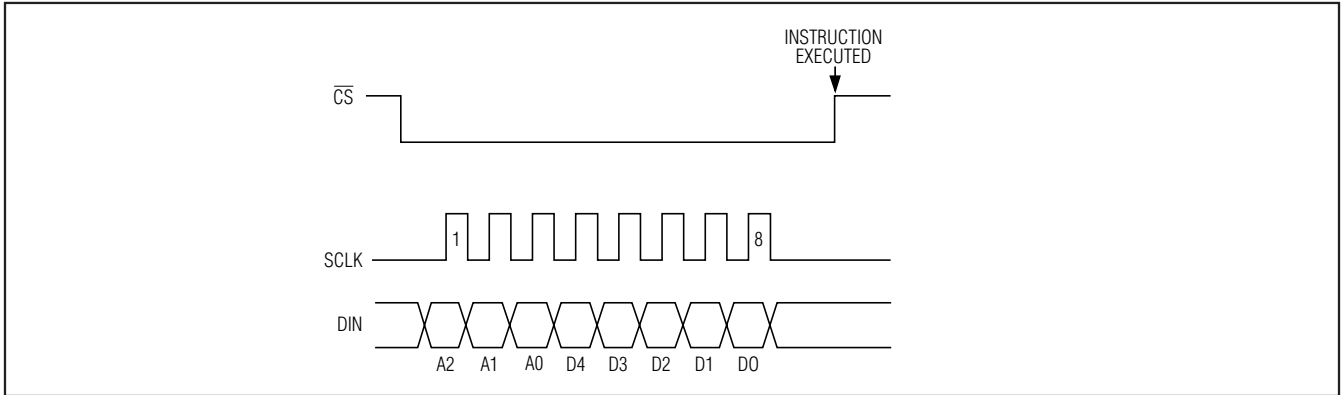 INSTRUCTION
EXECUTED
CS
1
8
SCLK
DIN
A2 A1 A0 D4 D3 D2 D1 D0